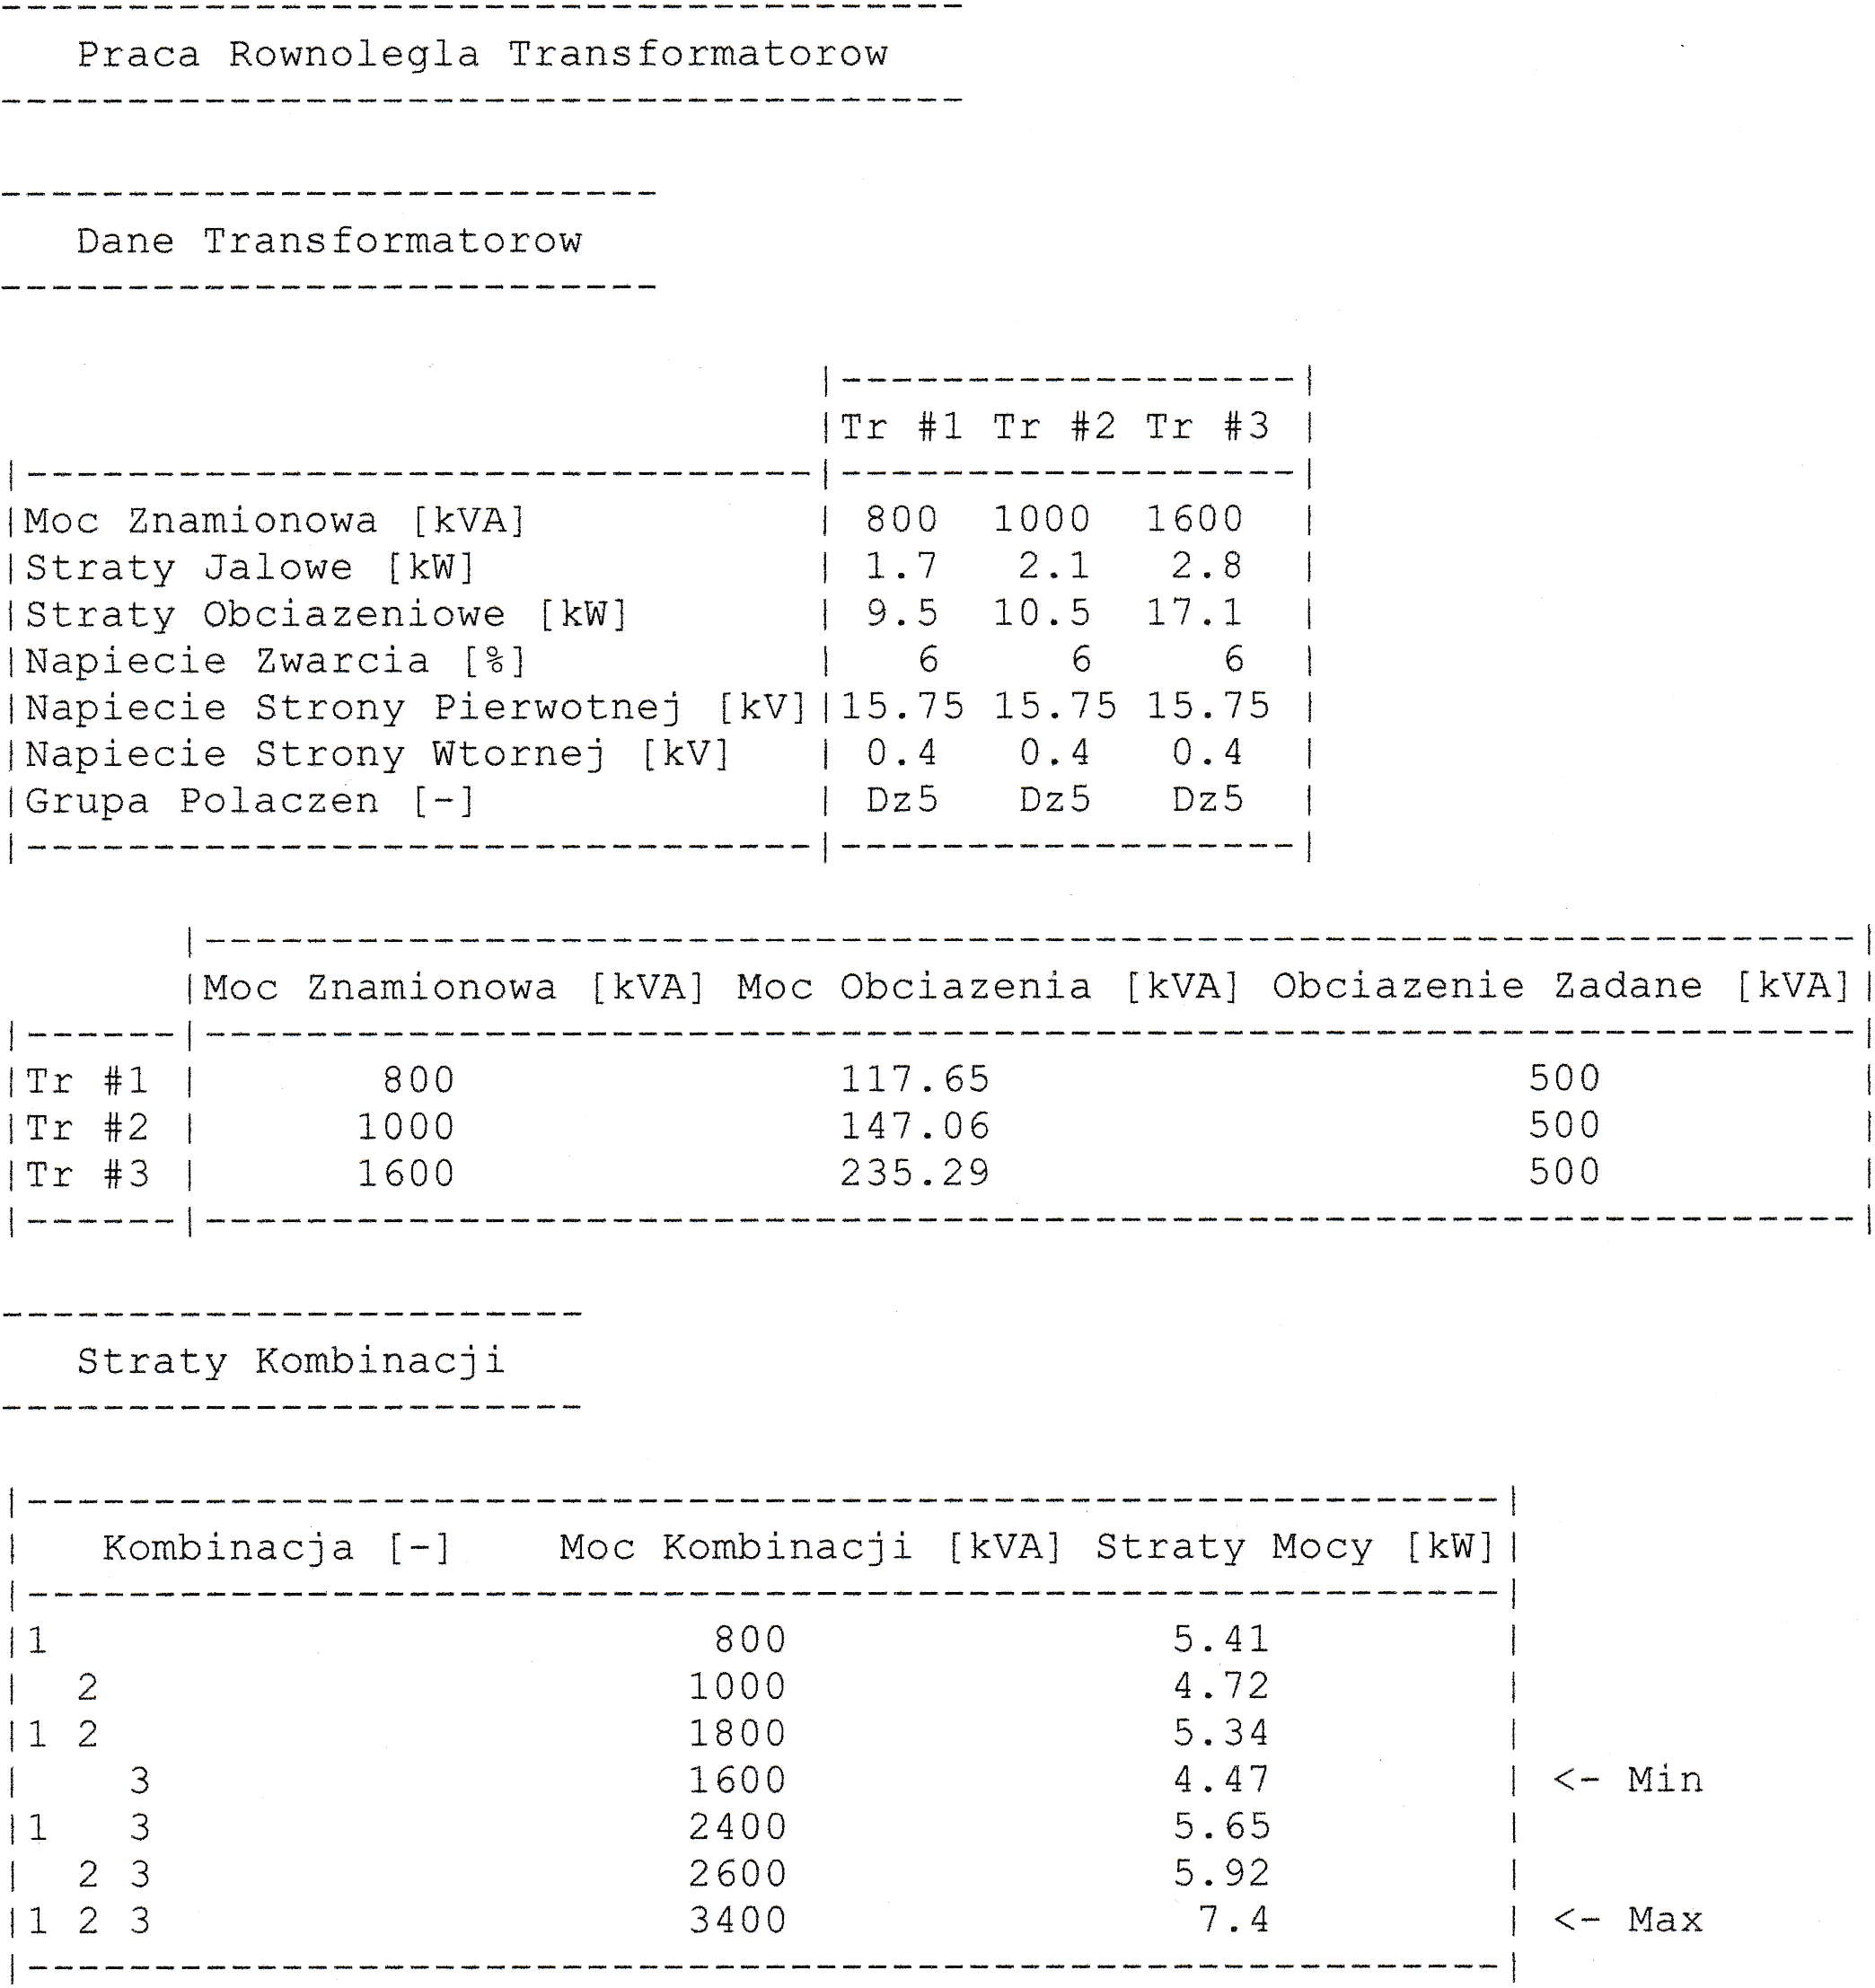 Praca Rownolegla Transformatorow
Dane Transformatorow
|Tr #1 Tr #2 Tr #3 |
|Moc Znamionowa [kVA] | 800 1000 1600 |
|Straty Jalowe [kW] | 1.7 2.1 2.8 |
|Straty Obciazeniowe [kW] | 9.5 10.5 17.1 |
|Napiecie Zwarcia [%] | 6 6 6 |
|Napiecie Strony Pierwotnej [kV]|15.75 15.75 15.75 |
|Napiecie Strony Wtornej [kV] | 0.4 0.4 0.4 |
|Grupa Polaczen [-] | Dz5 Dz5 Dz5 |
|Moc Znamionowa [kVA] Moc Obciazenia [kVA] Obciazenie Zadane [kVA]|
|Tr #1 | 800 117.65 500 |
|Tr #2 | 1000 147.06 500 |
|Tr #3 | 1600 235.29 500 |
Straty Kombinacji
| Kombinacja [-] Moc Kombinacji [kVA] Straty Mocy [kW]|
|1 800 5.41 |
| 2 1000 4.72 |
|1 2 1800 5.34 |
| 3 1600 4.47 | <- Min
|1 3 2400 5.65 |
| 2 3 2600 5.92 |
|1 2 3 3400 7.4 | <- Max